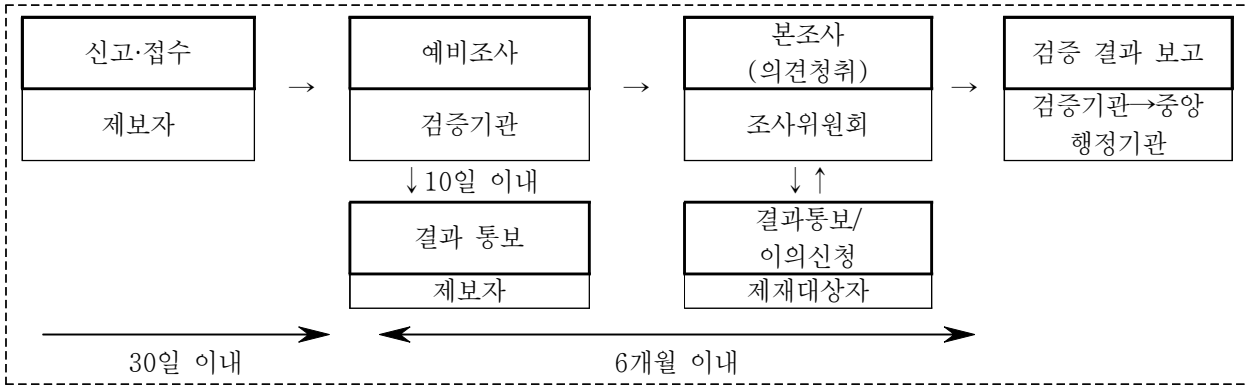 신고·접수
제보자
→
예비조사
검증기관
→
본조사
(의견청취)
조사위원회
→
검증 결과 보고
검증기관→중앙
행정기관
↓10일 이내
결과 통보
제보자
↓↑
결과통보/
이의신청
제재대상자
30일 이내
6개월 이내